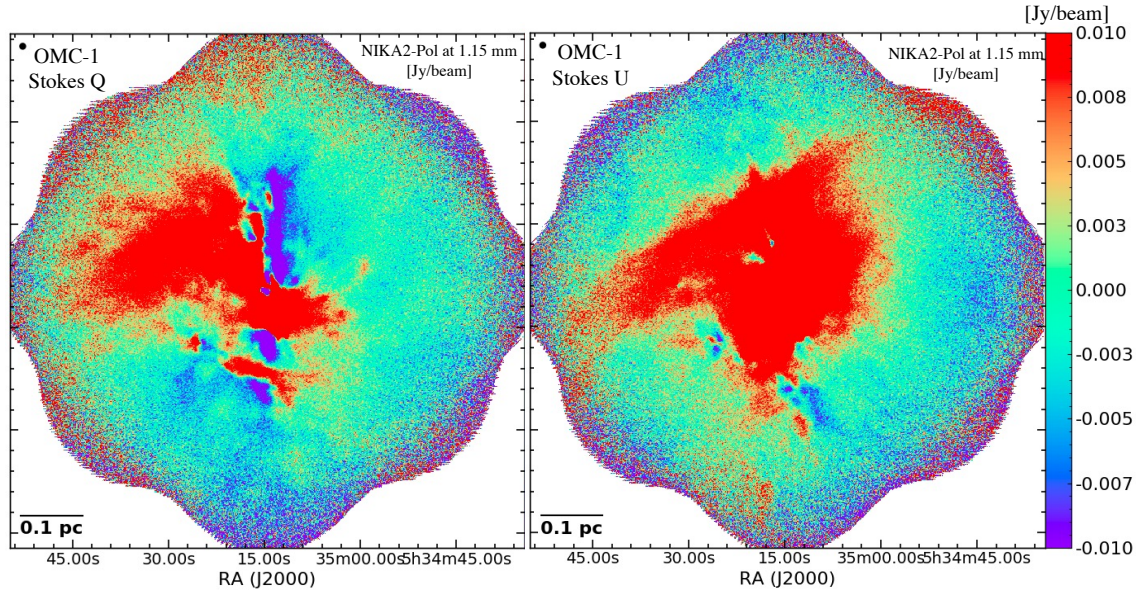 [Jy/beam]
OMC-1
Stokes Q
NIKA2-Pol at 1.15 mm
[Jy/beam]
OMC-1
Stokes U
NIKA2-Pol at 1.15 mm
[Jy/beam]
0.010
0.008
0.005
0.003
0.000
-0.003
-0.005
-0.007
-0.010
0.1 pc
0.1 pc
45.00s 30.00s 15.00s 35m00.00s 5h34m45.00s
45.00s 30.00s 15.00s 35m00.00s 5h34m45.00s
RA (J2000)
RA (J2000)